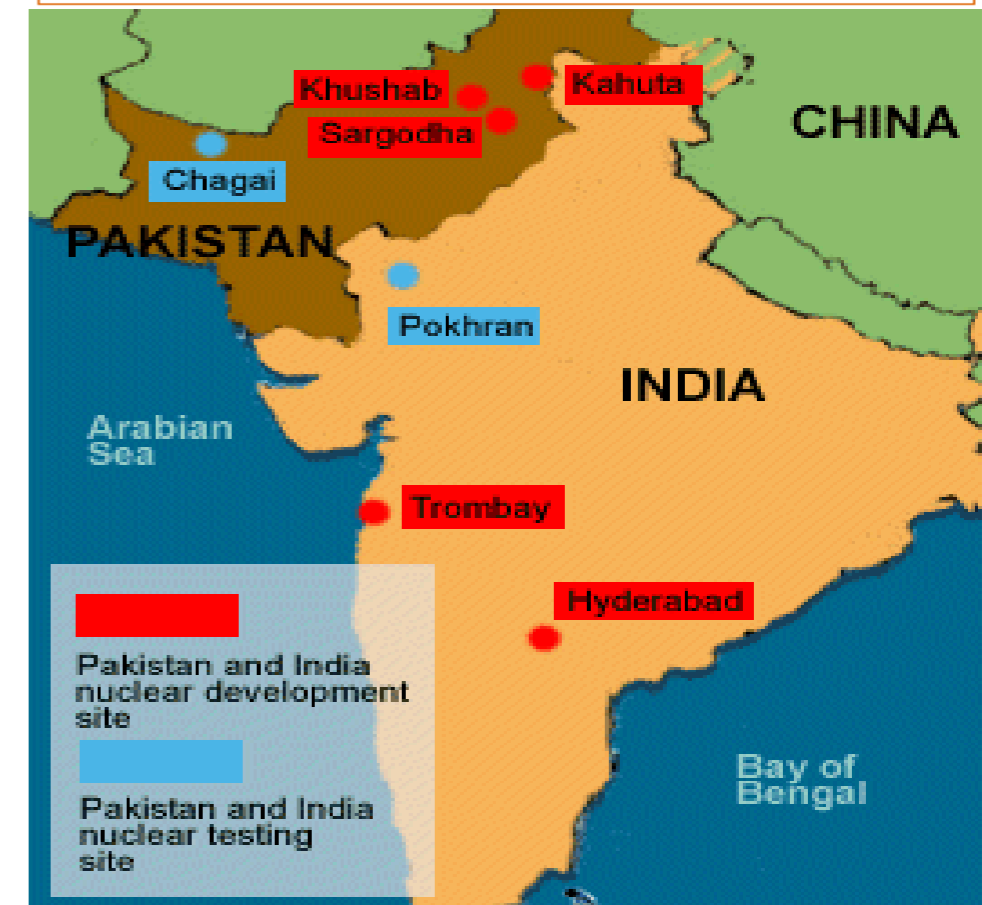 Khushab
Kahuta
Sargodha
CHINA
Chagai
PAKISTAN
Pokhran
INDIA
Arabian
Sea
Trombay
Hyderabad
Pakistan and India
nuclear development
site
Bay of
Bengal
Pakistan and India
nuclear testing
site